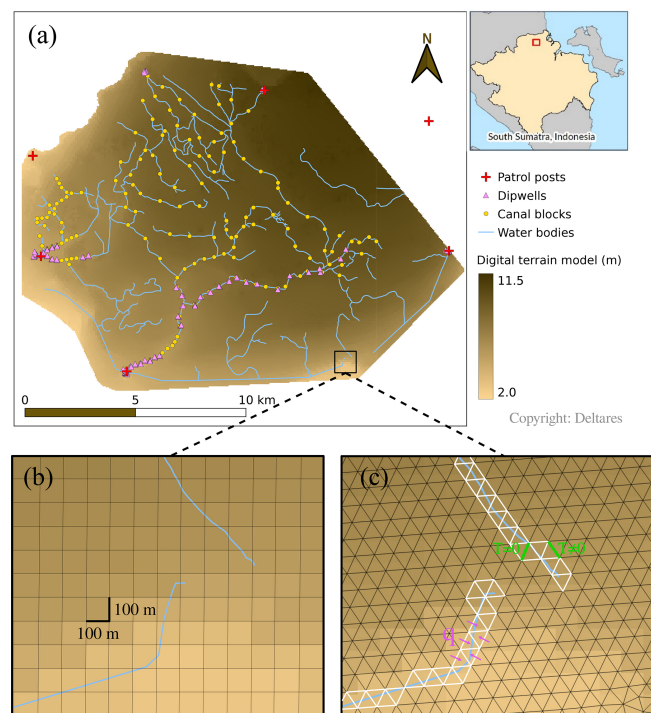 (a)
N
South Sumatra, Indonesia
Patrol posts
Dipwells
Canal blocks
Water bodies
Digital terrain model (m)
11.5
2.0
0 5 10 km
Copyright: Deltares
(b)
100 m
100 m
(c)
q